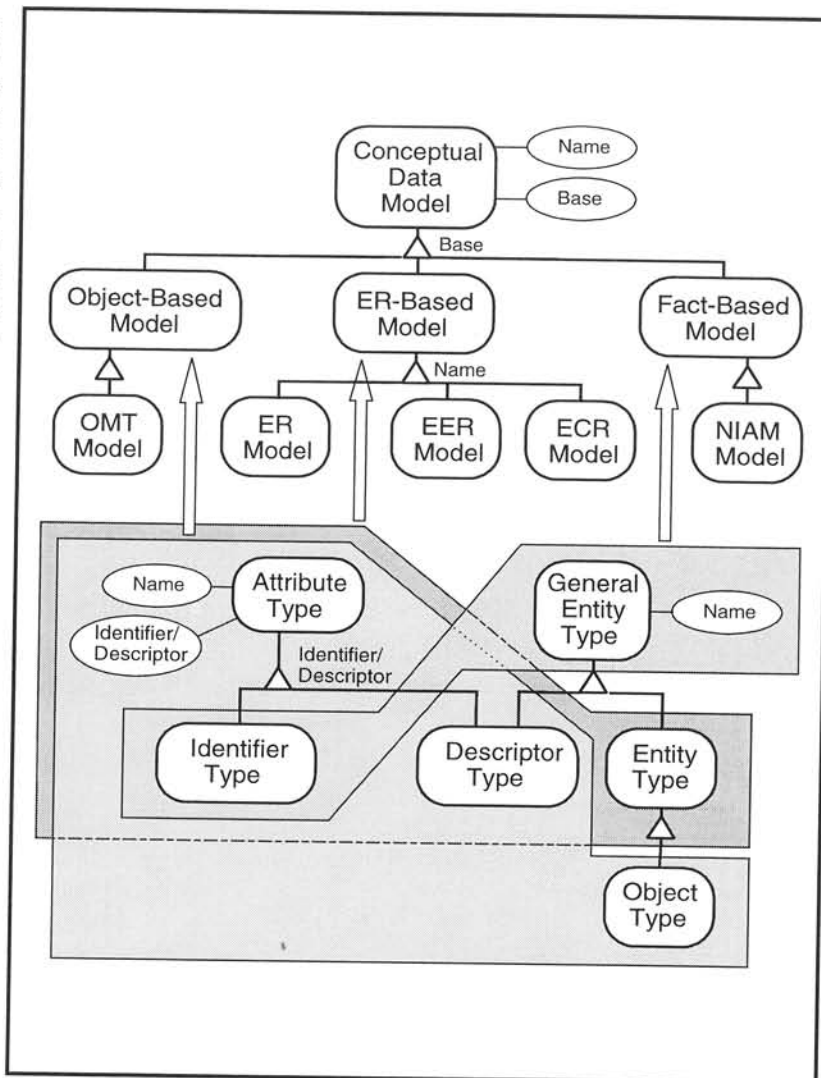 Conceptual
Data
Model
Name
Base
Base
Object-Based
Model
ER-Based
Model
Fact-Based
Model
Name
OMT
Model
ER
Model
EER
Model
ECR
Model
NIAM
Model
Name
Attribute
Type
Identifier/
Descriptor
General
Entity
Type
Name
Identifier/
Descriptor
Identifier
Type
Descriptor
Type
Entity
Type
Object
Type